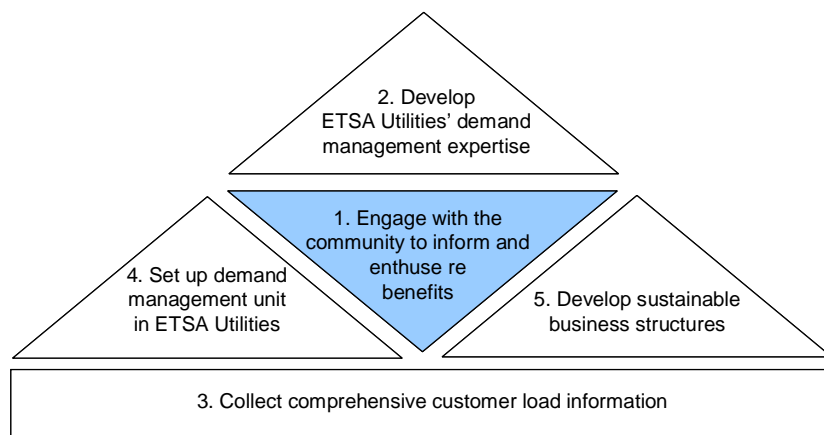 2. Develop
ETSA Utilities' demand
management expertise
1. Engage with the
community to inform and
enthuse re
benefits
4. Set up demand
management unit
in ETSA Utilities
5. Develop sustainable
business structures
3. Collect comprehensive customer load information